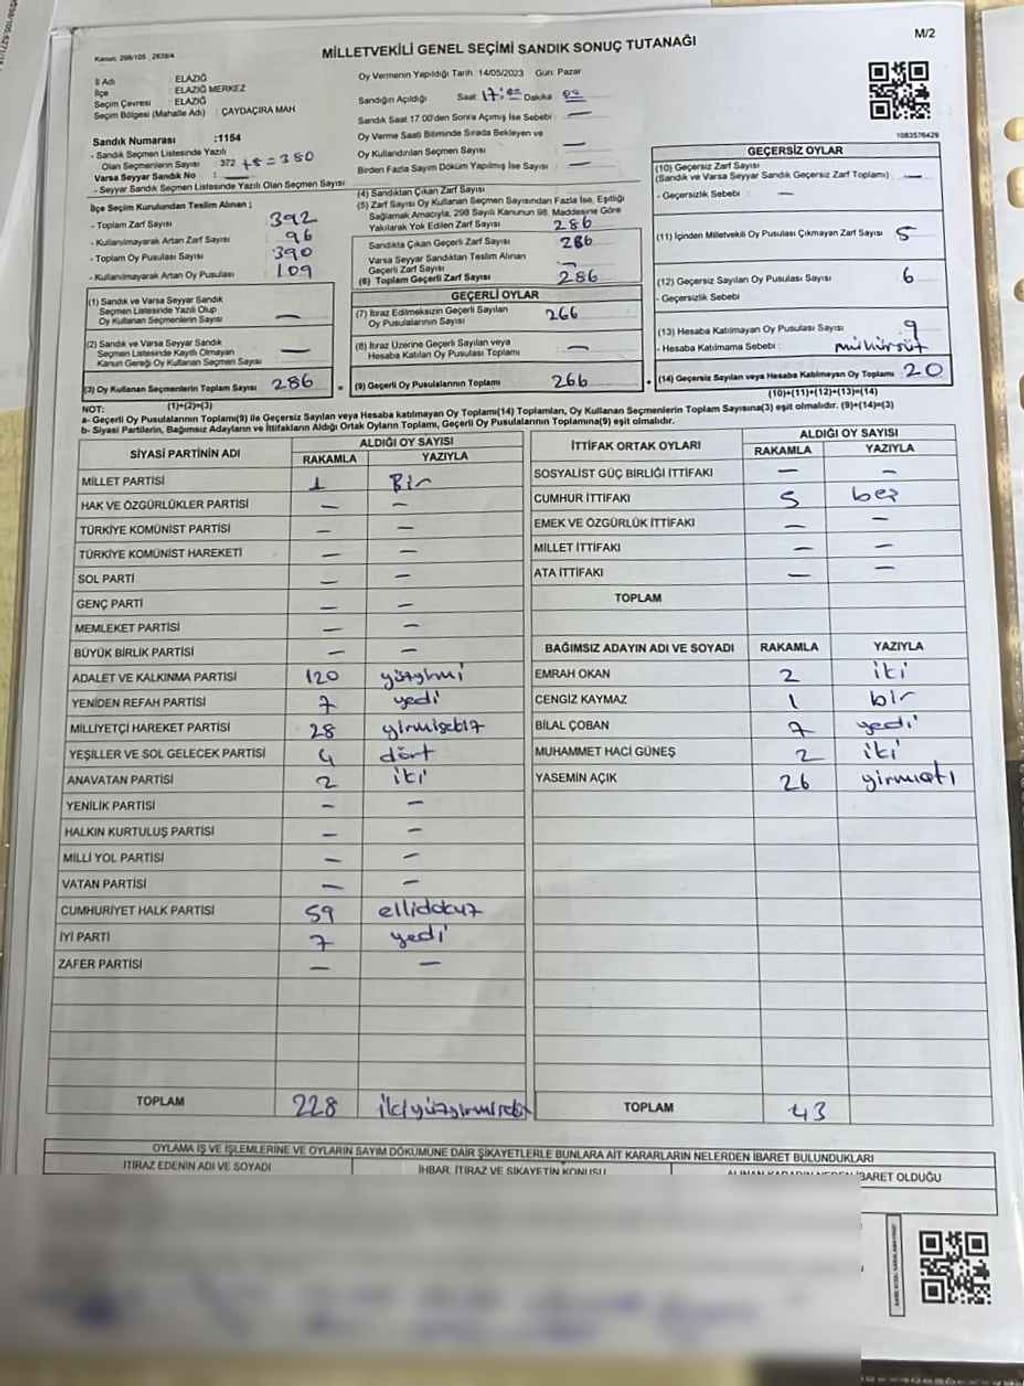 MİLLETVEKİLİ GENEL SEÇİMİ SANDIK SONUÇ TUTANAĞI
M/2
Kanun: 298/105
İl Adı : ELAZIĞ
İlçe : ELAZIĞ MERKEZ
Seçim Çevresi : ELAZIĞ
Seçim Bölgesi (Mahalle Adı) : ÇAYDAÇIRA MAH
Sandık Numarası :1154
- Sandık Seçmen Listesinde Yazılı
Olan Seçmenlerin Sayısı : 372 +8=380
Varsa Seyyar Sandık No : —
- Seyyar Sandık Seçmen Listesinde Yazılı Olan Seçmen Sayısı
İlçe Seçim Kurulundan Teslim Alınan ;
- Toplam Zarf Sayısı 392
- Kullanılmayarak Artan Zarf Sayısı 96
- Toplam Oy Pusulası Sayısı 390
- Kullanılmayarak Artan Oy Pusulası 109
(1) Sandık ve Varsa Seyyar Sandık
Seçmen Listesinde Yazılı Olup
Oy Kullanan Seçmenlerin Sayısı —
(2) Sandık ve Varsa Seyyar Sandık
Seçmen Listesinde Kayıtlı Olmayan
Kanun Gereği Oy Kullanan Seçmen Sayısı —
(3) Oy Kullanan Seçmenlerin Toplam Sayısı 286 =
(1)+(2)=(3)
Oy Vermenin Yapıldığı Tarih :14/05/2023 Gün: Pazar
Sandığın Açıldığı Saat: 17:00 Dakika 00
Sandık Saat 17.00'den Sonra Açılmış İse Sebebi : —
Oy Verme Saati Bitiminde Sırada Bekleyen ve
Oy Kullandırılan Seçmen Sayısı —
Birden Fazla Sayım Döküm Yapılmış İse Sayısı : —
(4) Sandıktan Çıkan Zarf Sayısı
(5) Zarf Sayısı Oy Kullanan Seçmen Sayısından Fazla İse, Eşitliği
Sağlamak Amacıyla, 298 Sayılı Kanunun 98. Maddesine Göre
Yakılarak Yok Edilen Zarf Sayısı 286
Sandıkta Çıkan Geçerli Zarf Sayısı 286
Varsa Seyyar Sandıktan Teslim Alınan
Geçerli Zarf Sayısı —
(6) Toplam Geçerli Zarf Sayısı 286
GEÇERLİ OYLAR
(7) İtiraz Edilmeksizin Geçerli Sayılan
Oy Pusulalarının Sayısı 266
(8) İtiraz Üzerine Geçerli Sayılan veya
Hesaba Katılan Oy Pusulası Toplamı —
(9) Geçerli Oy Pusulalarının Toplamı 266 +
1083576429
GEÇERSİZ OYLAR
(10) Geçersiz Zarf Sayısı
(Sandık ve Varsa Seyyar Sandık Geçersiz Zarf Toplamı) —
- Geçersizlik Sebebi : —
(11) İçinden Milletvekili Oy Pusulası Çıkmayan Zarf Sayısı 5
(12) Geçersiz Sayılan Oy Pusulası Sayısı 6
- Geçersizlik Sebebi
(13) Hesaba Katılmayan Oy Pusulası Sayısı 9
- Hesaba Katılmama Sebebi : mühürsüz
(14) Geçersiz Sayılan veya Hesaba Katılmayan Oy Toplamı 20
(10)+(11)+(12)+(13)=(14)
NOT:
a- Geçerli Oy Pusulalarının Toplamı(9) ile Geçersiz Sayılan veya Hesaba katılmayan Oy Toplamı(14) Toplamları, Oy Kullanan Seçmenlerin Toplam Sayısına(3) eşit olmalıdır. (9)+(14)=(3)
b- Siyasi Partilerin, Bağımsız Adayların ve İttifakların Aldığı Ortak Oyların Toplamı, Geçerli Oy Pusulalarının Toplamına(9) eşit olmalıdır.
SİYASİ PARTİNİN ADI ALDIĞI OY SAYISI
RAKAMLA YAZIYLA
MİLLET PARTİSİ 1 Bir
HAK VE ÖZGÜRLÜKLER PARTİSİ — —
TÜRKİYE KOMÜNİST PARTİSİ — —
TÜRKİYE KOMÜNİST HAREKETİ — —
SOL PARTİ — —
GENÇ PARTİ — —
MEMLEKET PARTİSİ — —
BÜYÜK BİRLİK PARTİSİ — —
ADALET VE KALKINMA PARTİSİ 120 yüzyirmi
YENİDEN REFAH PARTİSİ 7 yedi
MİLLİYETÇİ HAREKET PARTİSİ 28 yirmisekiz
YEŞİLLER VE SOL GELECEK PARTİSİ 4 dört
ANAVATAN PARTİSİ 2 iki
YENİLİK PARTİSİ — —
HALKIN KURTULUŞ PARTİSİ — —
MİLLİ YOL PARTİSİ — —
VATAN PARTİSİ — —
CUMHURİYET HALK PARTİSİ 59 ellidokuz
İYİ PARTİ 7 yedi
ZAFER PARTİSİ — —
TOPLAM 228 ikiyüzyirmisekiz
İTTİFAK ORTAK OYLARI ALDIĞI OY SAYISI
RAKAMLA YAZIYLA
SOSYALİST GÜÇ BİRLİĞİ İTTİFAKI — —
CUMHUR İTTİFAKI 5 beş
EMEK VE ÖZGÜRLÜK İTTİFAKI — —
MİLLET İTTİFAKI — —
ATA İTTİFAKI — —
TOPLAM
BAĞIMSIZ ADAYIN ADI VE SOYADI RAKAMLA YAZIYLA
EMRAH OKAN 2 iki
CENGİZ KAYMAZ 1 bir
BİLAL ÇOBAN 7 yedi
MUHAMMET HACİ GÜNEŞ 2 iki
YASEMİN AÇIK 26 yirmialtı
TOPLAM 43
OYLAMA İŞ VE İŞLEMLERİNE VE OYLARIN SAYIM DÖKÜMÜNE DAİR ŞİKAYETLERLE BUNLARA AİT KARARLARIN NELERDEN İBARET BULUNDUKLARI
İTİRAZ EDENİN ADI VE SOYADI
İHBAR, İTİRAZ VE ŞİKAYETİN KONUSU
ALINAN KARARIN NEDEN İBARET OLDUĞU